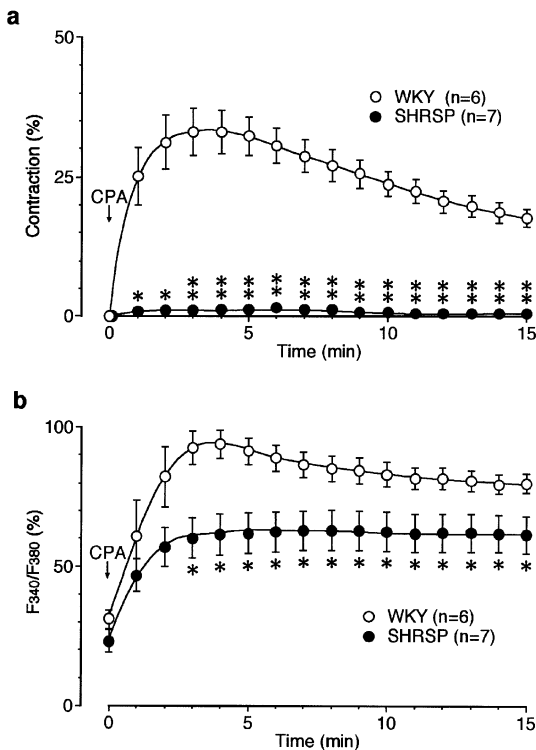 a
50
25
0
Contraction (%)
WKY (n=6)
SHRSP (n=7)
CPA
* * ** ** ** ** ** ** ** ** ** ** ** ** **
0 5 10 15
Time (min)
b
100
50
0
F340/F380 (%)
CPA
* * * * * * * * * * * * *
WKY (n=6)
SHRSP (n=7)
0 5 10 15
Time (min)